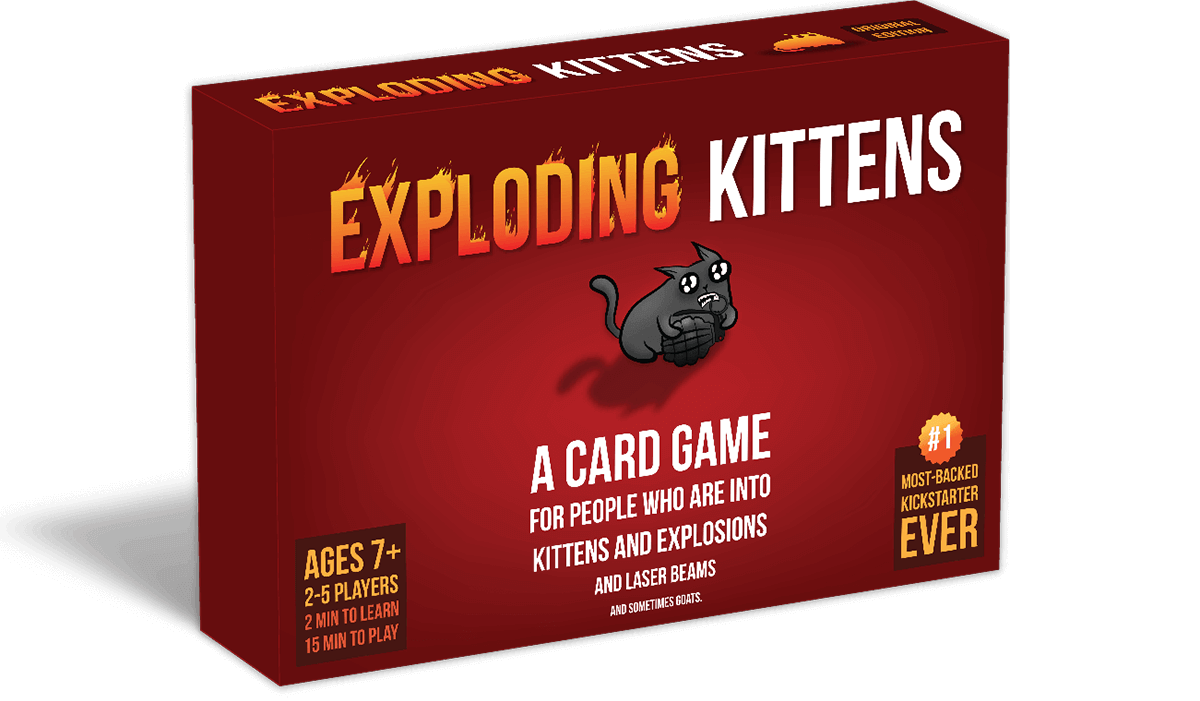 EXPLODING KITTENS
ORIGINAL
EDITION
EXPLODING KITTENS
A CARD GAME
FOR PEOPLE WHO ARE INTO
KITTENS AND EXPLOSIONS
AND LASER BEAMS
AND SOMETIMES GOATS.
AGES 7+
2-5 PLAYERS
2 MIN TO LEARN
15 MIN TO PLAY
#1
MOST-BACKED
KICKSTARTER
EVER